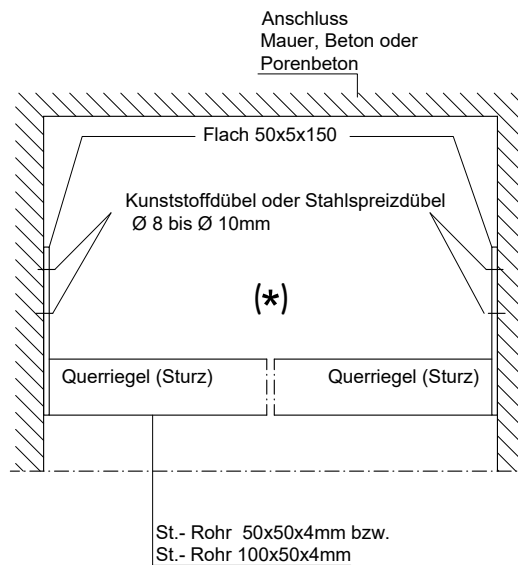 Anschluss
Mauer, Beton oder
Porenbeton
Flach 50x5x150
Kunststoffdübel oder Stahlspreizdübel
Ø 8 bis Ø 10mm
(*)
Querriegel (Sturz)
Querriegel (Sturz)
St.- Rohr 50x50x4mm bzw.
St.- Rohr 100x50x4mm